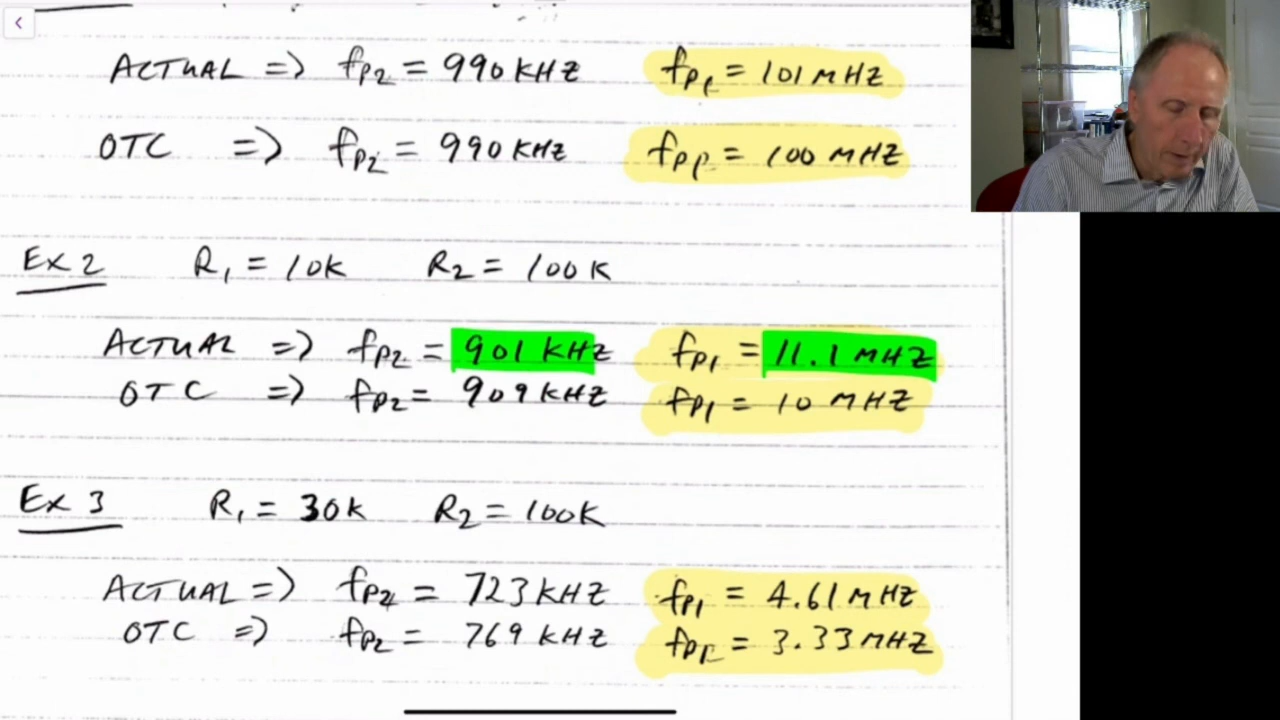 ACTUAL => fp2 = 990 KHZ fp1 = 101 MHZ
OTC => fp2 = 990 KHZ fp1 = 100 MHZ
Ex 2 R1 = 10K R2 = 100K
ACTUAL => fp2 = 901 KHZ fp1 = 11.1 MHZ
OTC => fp2 = 909 KHZ fp1 = 10 MHZ
Ex 3 R1 = 30K R2 = 100K
ACTUAL => fp2 = 723 KHZ fp1 = 4.61 MHZ
OTC => fp2 = 769 KHZ fp1 = 3.33 MHZ